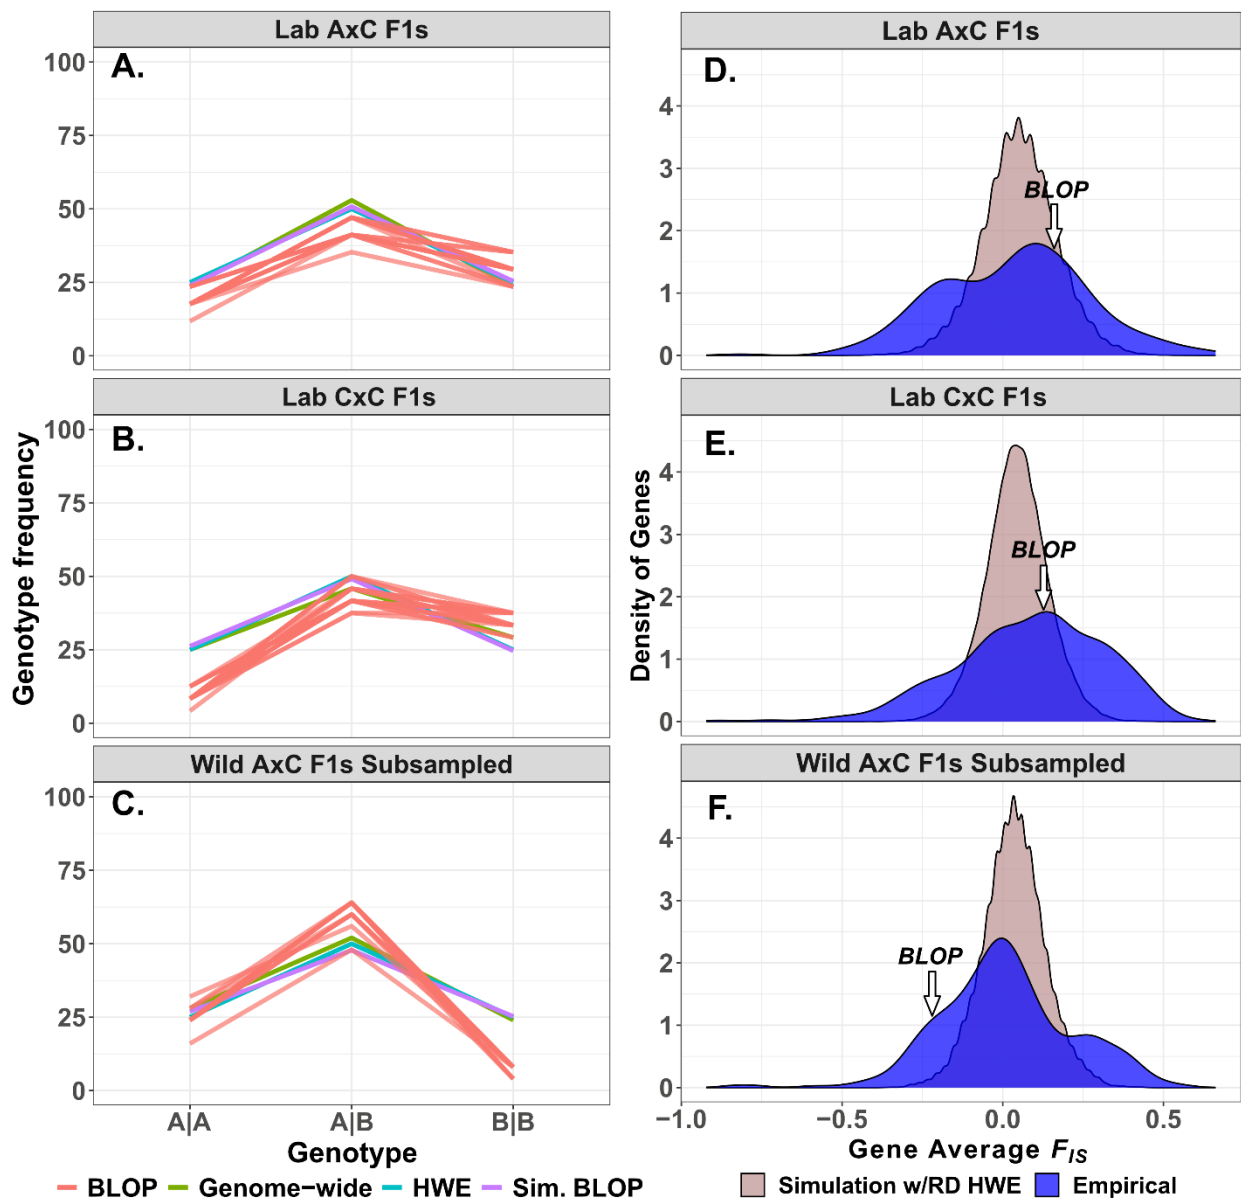 Lab AxC F1s
A.
100
75
50
25
0
Lab CxC F1s
B.
100
75
50
25
0
Wild AxC F1s Subsampled
C.
100
75
50
25
0
Genotype frequency
A|A A|B B|B
Genotype
BLOP Genome-wide HWE Sim. BLOP
Lab AxC F1s
D.
BLOP
4
3
2
1
0
Lab CxC F1s
E.
BLOP
4
3
2
1
0
Wild AxC F1s Subsampled
F.
BLOP
4
3
2
1
0
Density of Genes
−1.0 −0.5 0.0 0.5
Gene Average FIS
Simulation w/RD HWE Empirical